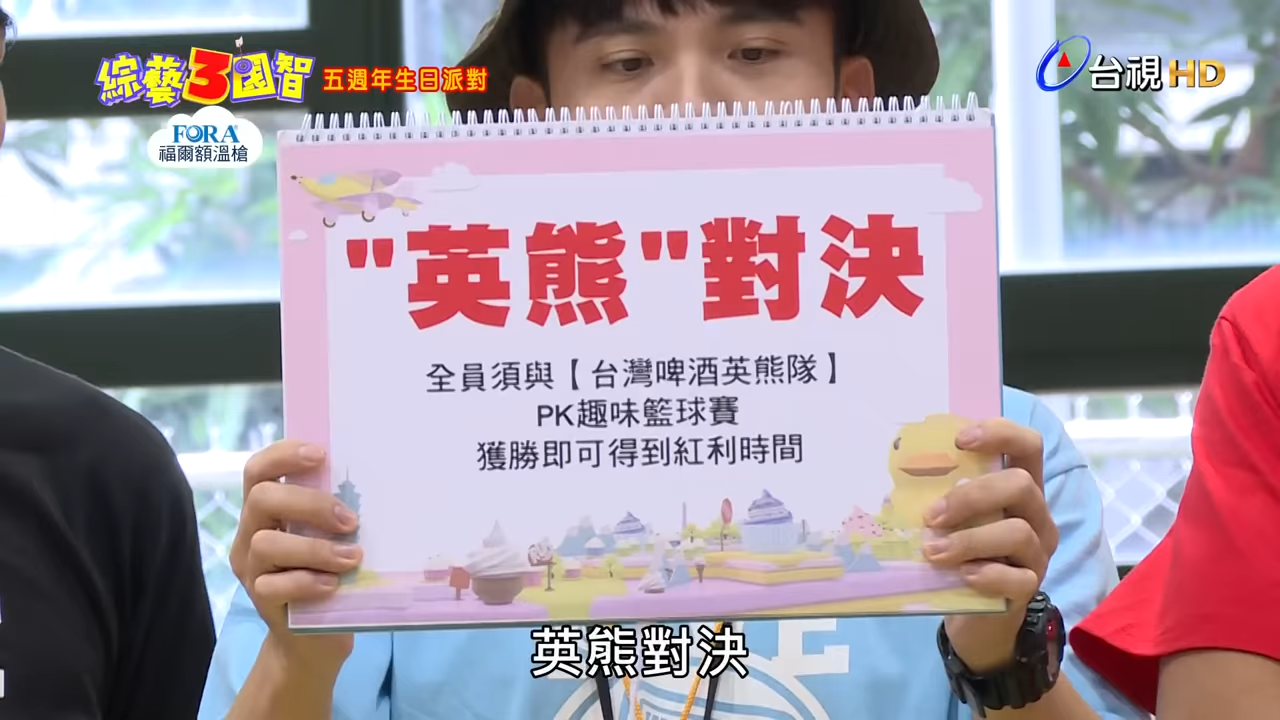 綜藝3國智 五週年生日派對
FORA
福爾額溫槍
台視HD
"英熊"對決
全員須與【台灣啤酒英熊隊】
PK趣味籃球賽
獲勝即可得到紅利時間
英熊對決